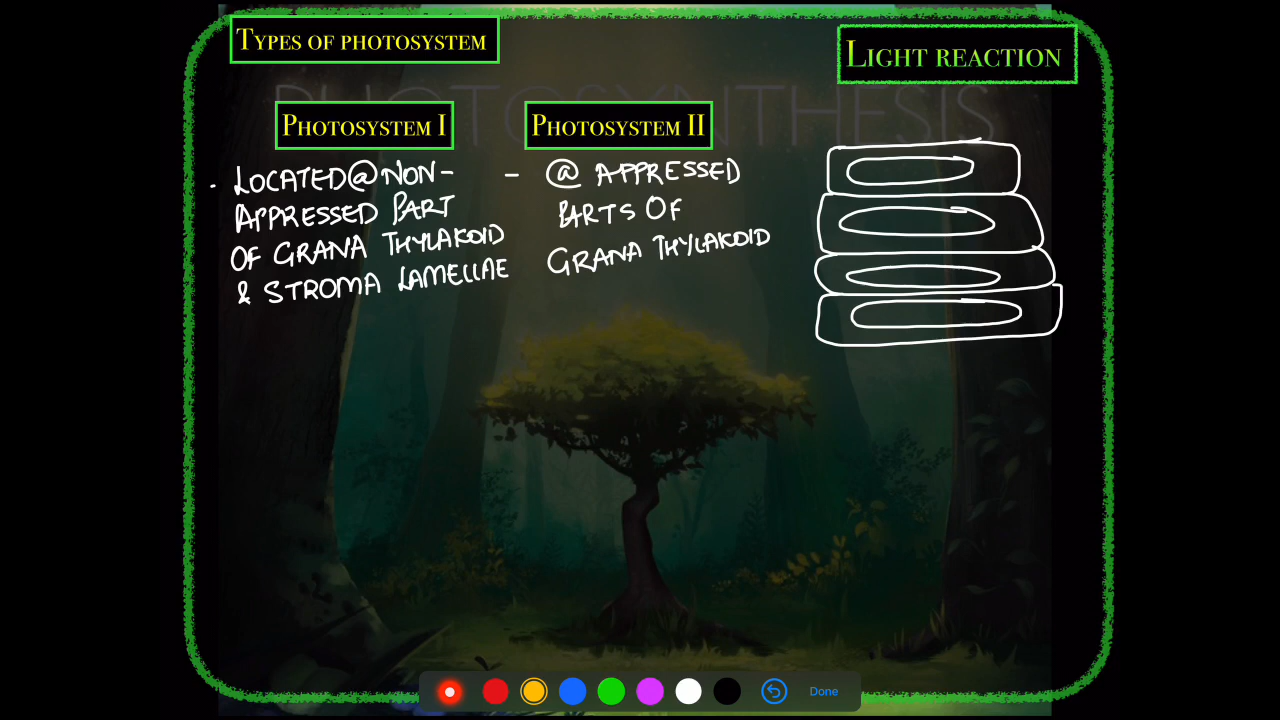 TYPES OF PHOTOSYSTEM
LIGHT REACTION
PHOTOSYNTHESIS
PHOTOSYSTEM I
· LOCATED@NON-
APPRESSED PART
OF GRANA THYLAKOID
& STROMA LAMELLAE
PHOTOSYSTEM II
- @ APPRESSED
PARTS OF
GRANA THYLAKOID
Done